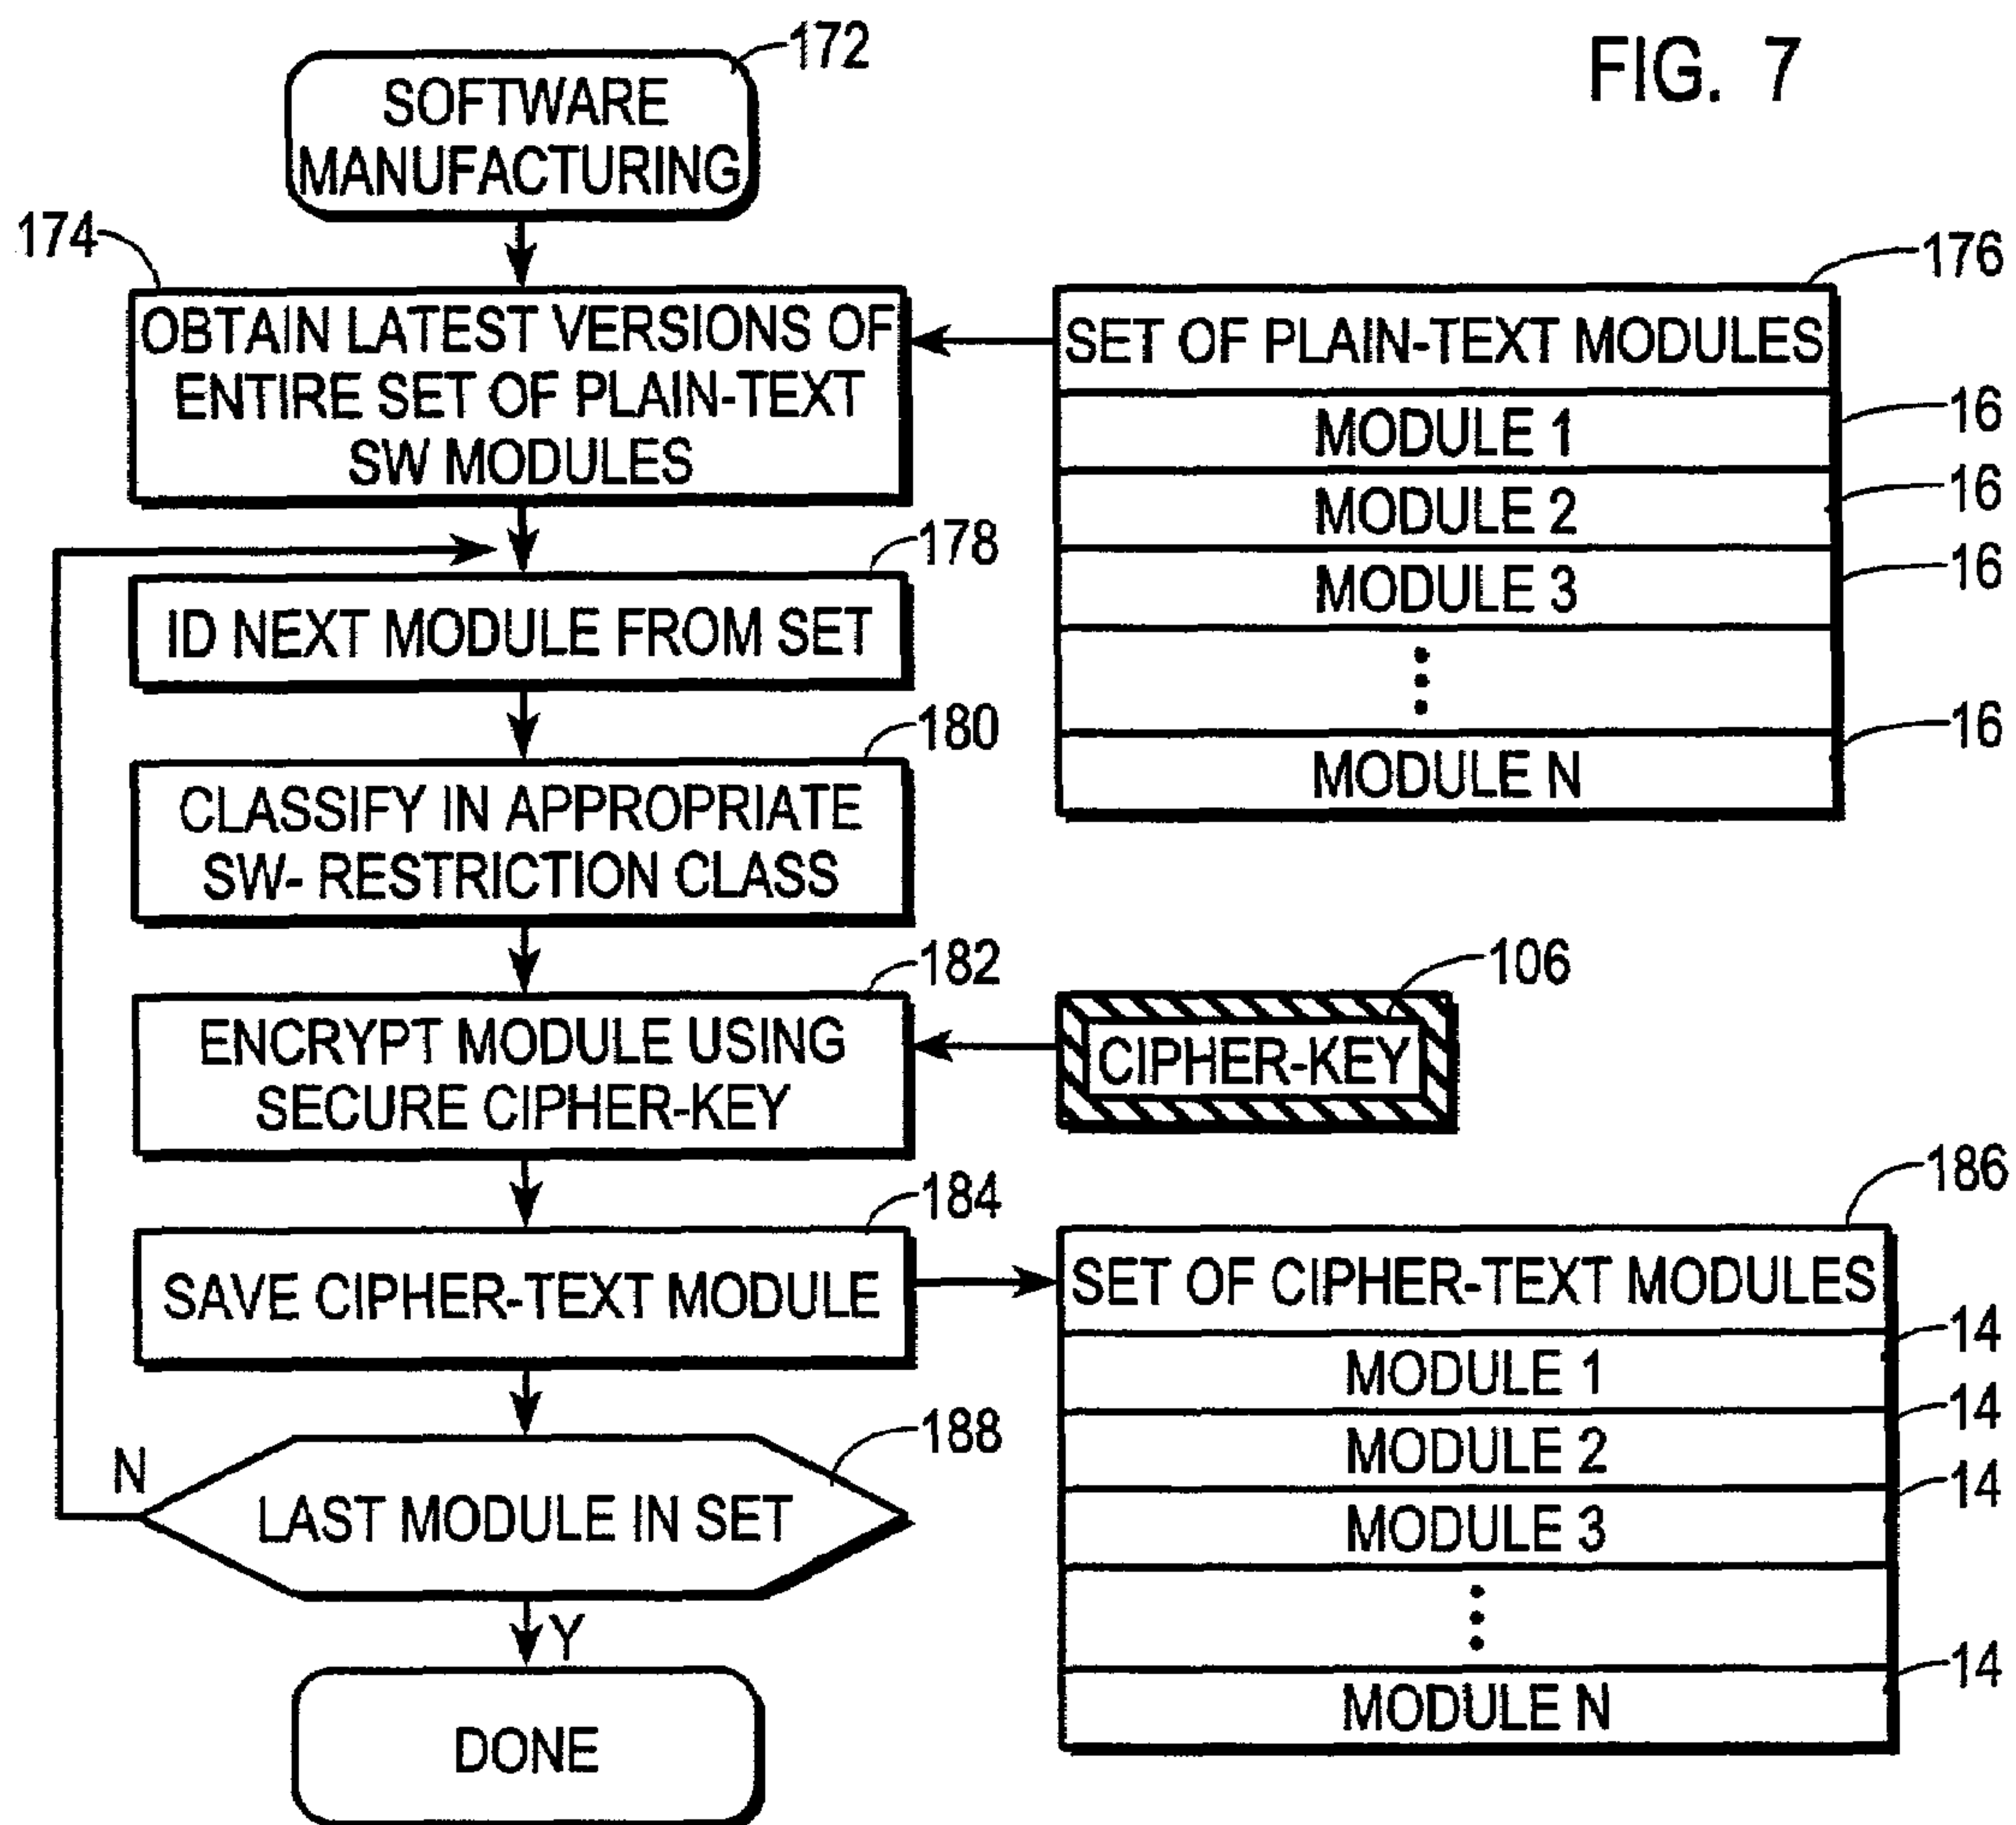 FIG. 7
172
SOFTWARE
MANUFACTURING
174
OBTAIN LATEST VERSIONS OF
ENTIRE SET OF PLAIN-TEXT
SW MODULES
176
SET OF PLAIN-TEXT MODULES
MODULE 1
16
MODULE 2
16
MODULE 3
16
MODULE N
16
178
ID NEXT MODULE FROM SET
180
CLASSIFY IN APPROPRIATE
SW- RESTRICTION CLASS
182
ENCRYPT MODULE USING
SECURE CIPHER-KEY
106
CIPHER-KEY
184
SAVE CIPHER-TEXT MODULE
186
SET OF CIPHER-TEXT MODULES
MODULE 1
14
MODULE 2
14
MODULE 3
14
MODULE N
14
188
LAST MODULE IN SET
N
Y
DONE